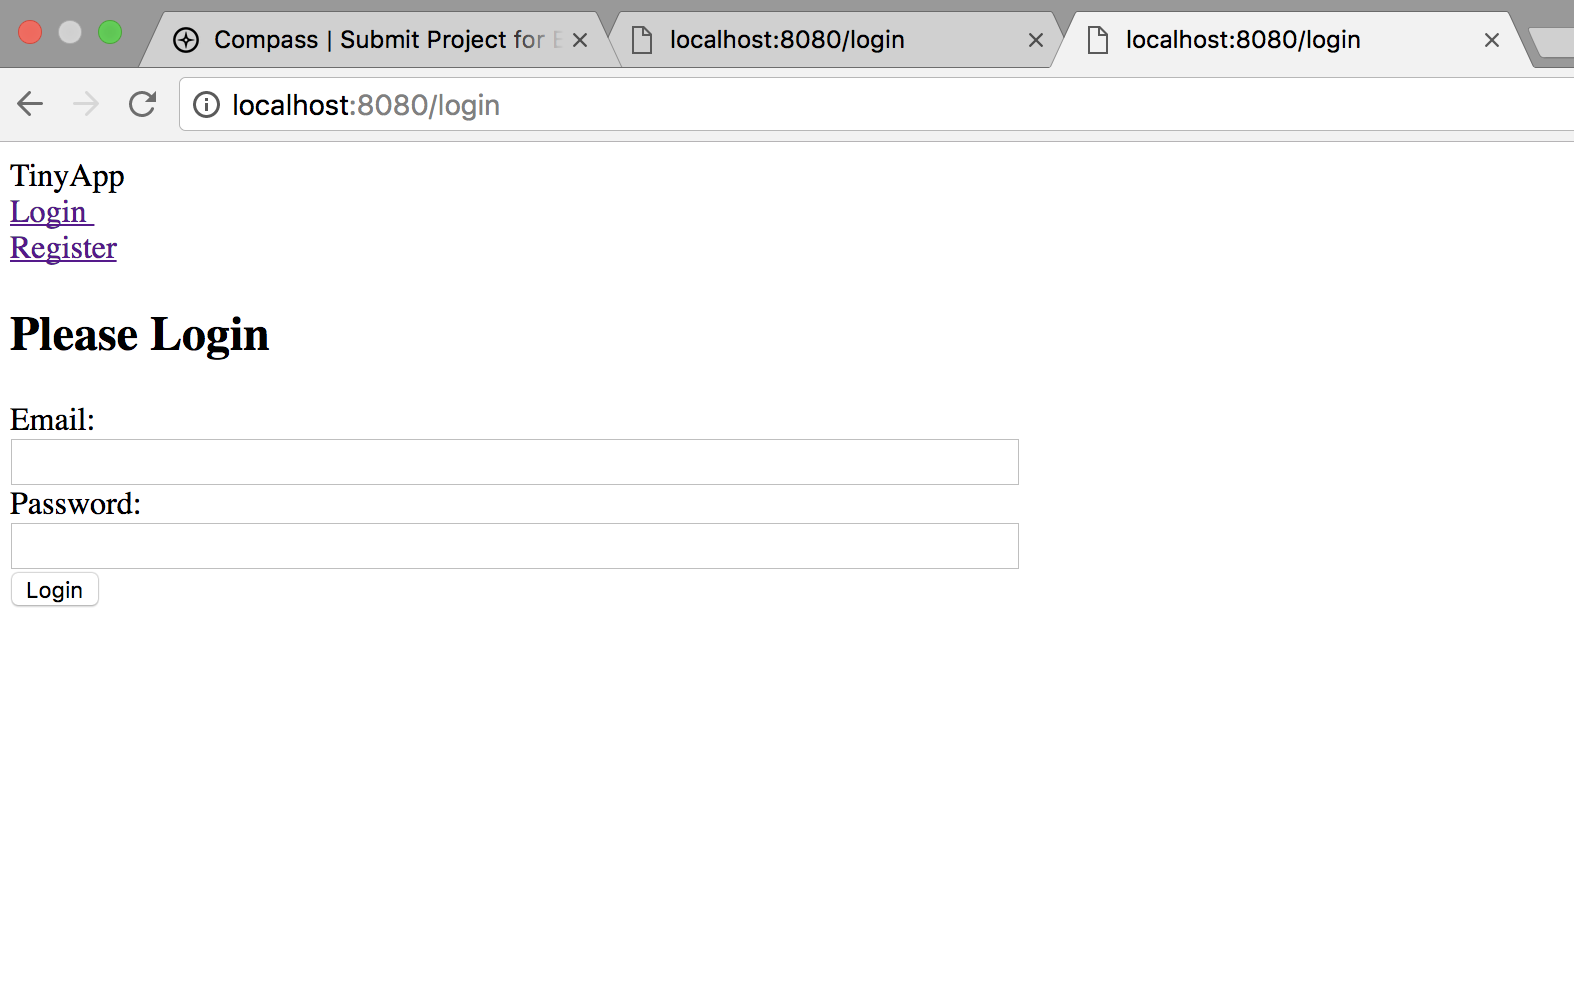 Compass | Submit Project for
localhost:8080/login
localhost:8080/login
localhost:8080/login
TinyApp
Login
Register
Please Login
Email:
Password:
Login